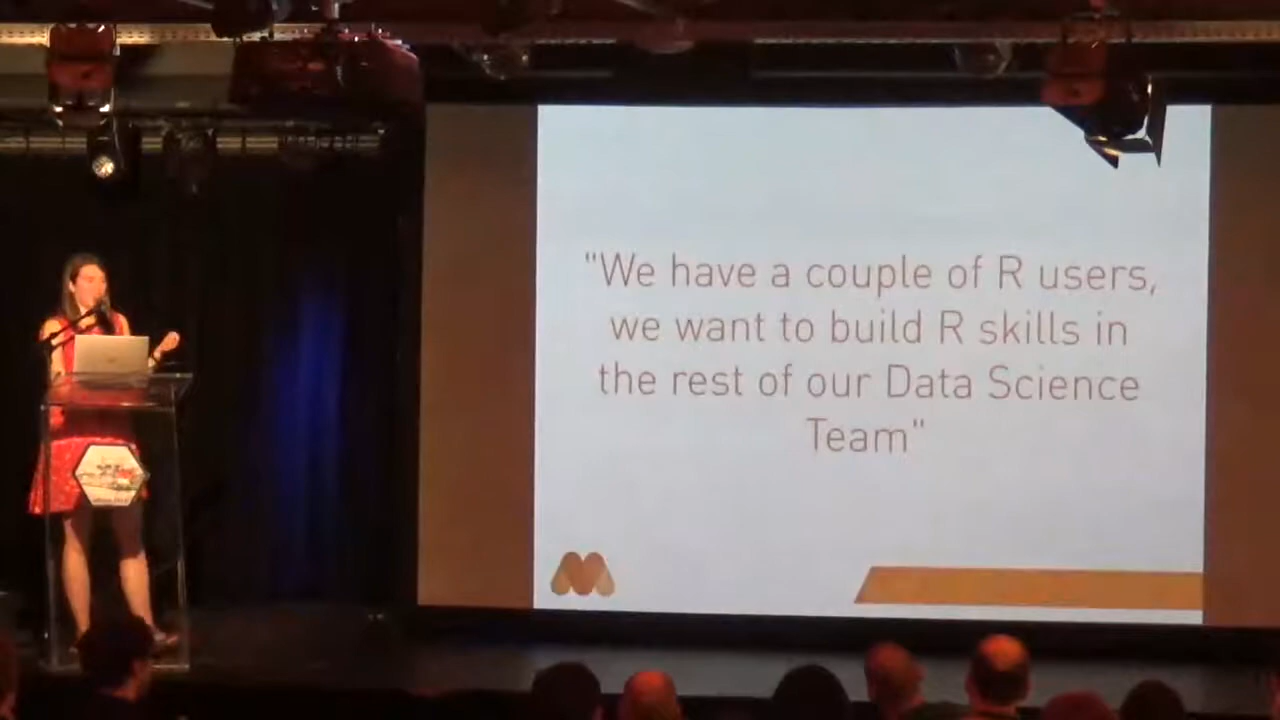 "We have a couple of R users,
we want to build R skills in
the rest of our Data Science
Team"